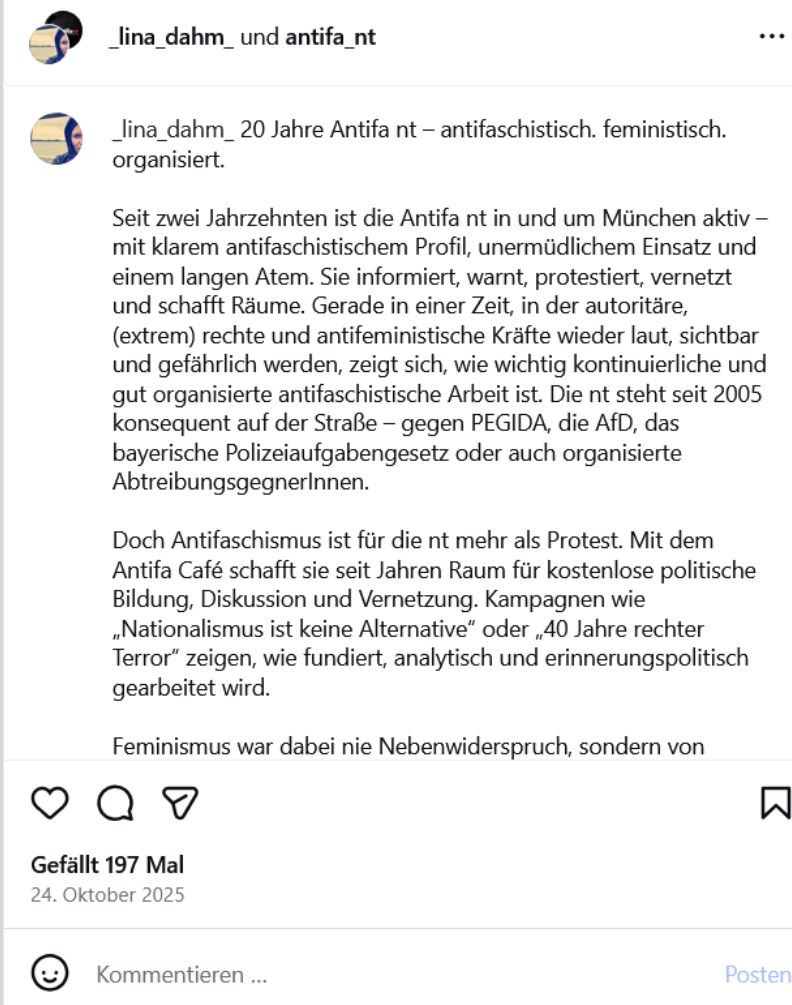 _lina_dahm_ und antifa_nt
_lina_dahm_ 20 Jahre Antifa nt – antifaschistisch. feministisch.
organisiert.
Seit zwei Jahrzehnten ist die Antifa nt in und um München aktiv –
mit klarem antifaschistischem Profil, unermüdlichem Einsatz und
einem langen Atem. Sie informiert, warnt, protestiert, vernetzt
und schafft Räume. Gerade in einer Zeit, in der autoritäre,
(extrem) rechte und antifeministische Kräfte wieder laut, sichtbar
und gefährlich werden, zeigt sich, wie wichtig kontinuierliche und
gut organisierte antifaschistische Arbeit ist. Die nt steht seit 2005
konsequent auf der Straße – gegen PEGIDA, die AfD, das
bayerische Polizeiaufgabengesetz oder auch organisierte
AbtreibungsgegnerInnen.
Doch Antifaschismus ist für die nt mehr als Protest. Mit dem
Antifa Café schafft sie seit Jahren Raum für kostenlose politische
Bildung, Diskussion und Vernetzung. Kampagnen wie
„Nationalismus ist keine Alternative“ oder „40 Jahre rechter
Terror“ zeigen, wie fundiert, analytisch und erinnerungspolitisch
gearbeitet wird.
Feminismus war dabei nie Nebenwiderspruch, sondern von
Gefällt 197 Mal
24. Oktober 2025
Kommentieren ...
Posten